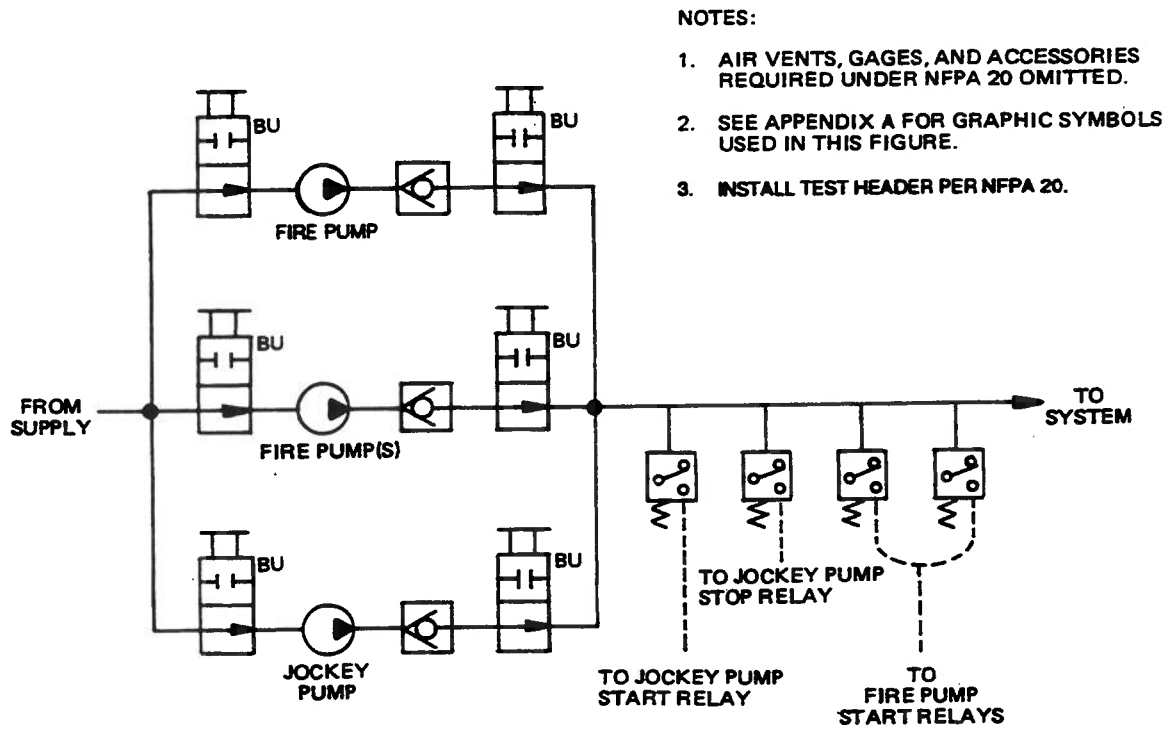 NOTES:
1. AIR VENTS, GAGES, AND ACCESSORIES
REQUIRED UNDER NFPA 20 OMITTED.
2. SEE APPENDIX A FOR GRAPHIC SYMBOLS
USED IN THIS FIGURE.
3. INSTALL TEST HEADER PER NFPA 20.
BU
BU
FIRE PUMP
BU
BU
FIRE PUMP(S)
FROM
SUPPLY
TO
SYSTEM
BU
BU
JOCKEY
PUMP
TO JOCKEY PUMP
STOP RELAY
TO JOCKEY PUMP
START RELAY
TO
FIRE PUMP
START RELAYS